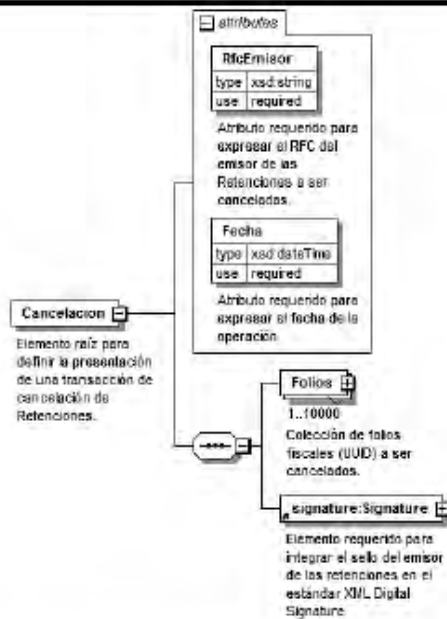 attributes
RfcEmisor
type xsd:string
use required
Atributo requerido para
expresar el RFC del
emisor de las
Retenciones a ser
canceladas.
Fecha
type xsd:dateTime
use required
Atributo requerido para
expresar el fecha de la
operación
Cancelacion
Elemento raíz para
definir la presentación
de una transacción de
cancelación de
Retenciones.
Folios
1..10000
Colección de folios
fiscales (UUID) a ser
cancelados.
signature:Signature
Elemento requerido para
integrar el sello del emisor
de las retenciones en el
estándar XML Digital
Signature